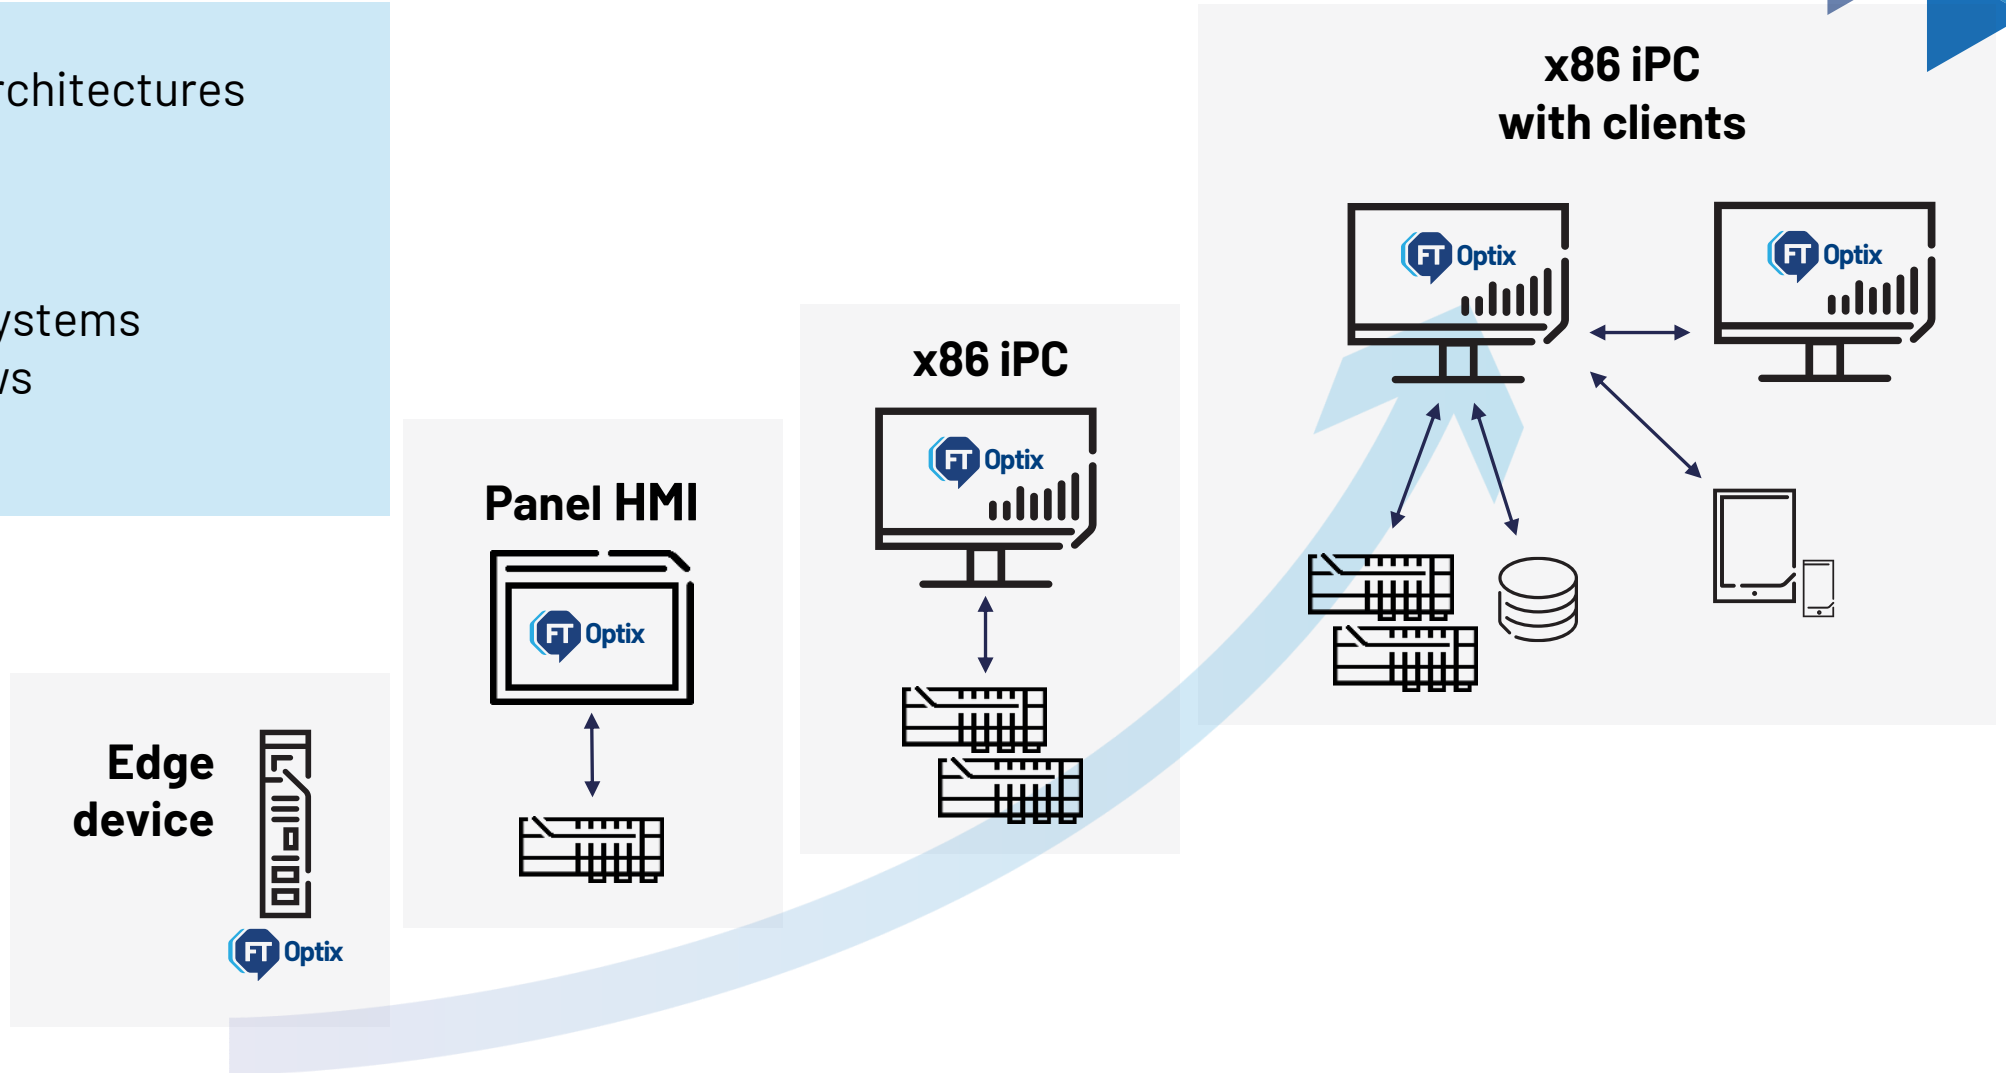 rchitectures
ystems
ws
x86 iPC
with clients
FT Optix
FT Optix
x86 iPC
FT Optix
Panel HMI
FT Optix
Edge
device
FT Optix